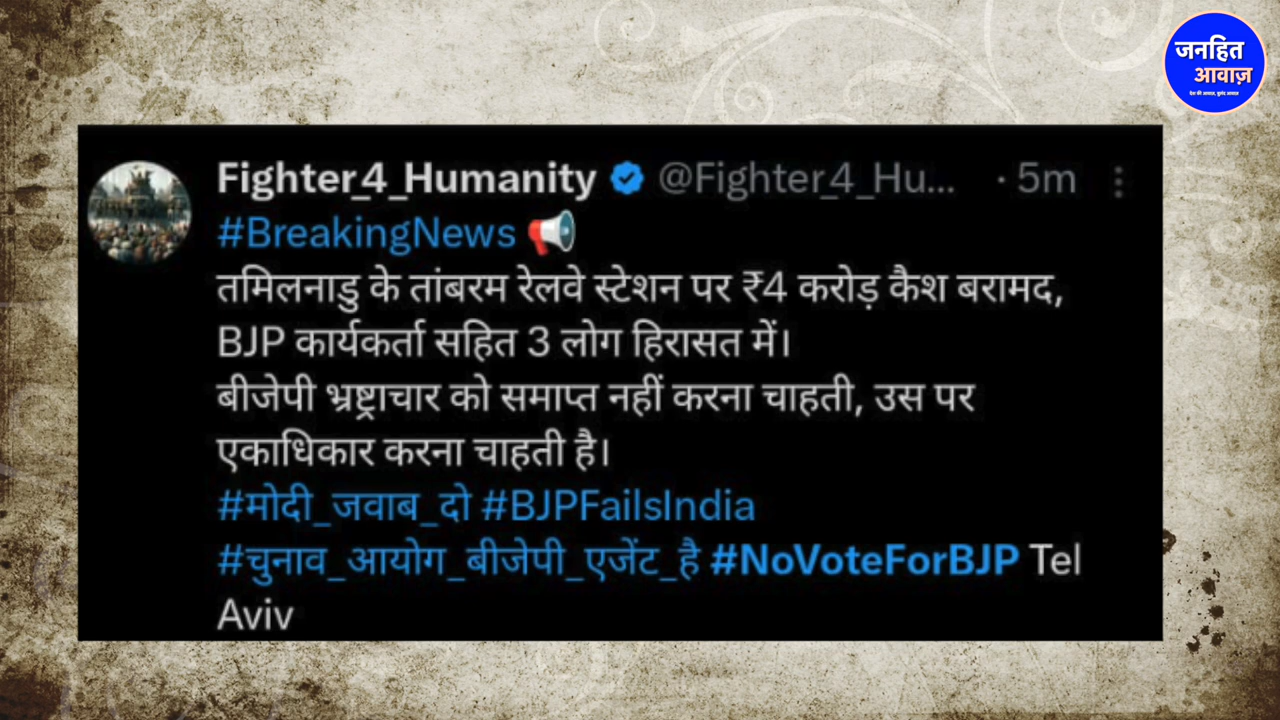 जनहित
आवाज़
देश की आवाज़, बुलंद आवाज़
Fighter4_Humanity @Fighter4_Hu... · 5m
#BreakingNews 📢
तमिलनाडु के तांबरम रेलवे स्टेशन पर ₹4 करोड़ कैश बरामद,
BJP कार्यकर्ता सहित 3 लोग हिरासत में।
बीजेपी भ्रष्ट्राचार को समाप्त नहीं करना चाहती, उस पर
एकाधिकार करना चाहती है।
#मोदी_जवाब_दो #BJPFailsIndia
#चुनाव_आयोग_बीजेपी_एजेंट_है #NoVoteForBJP Tel
Aviv